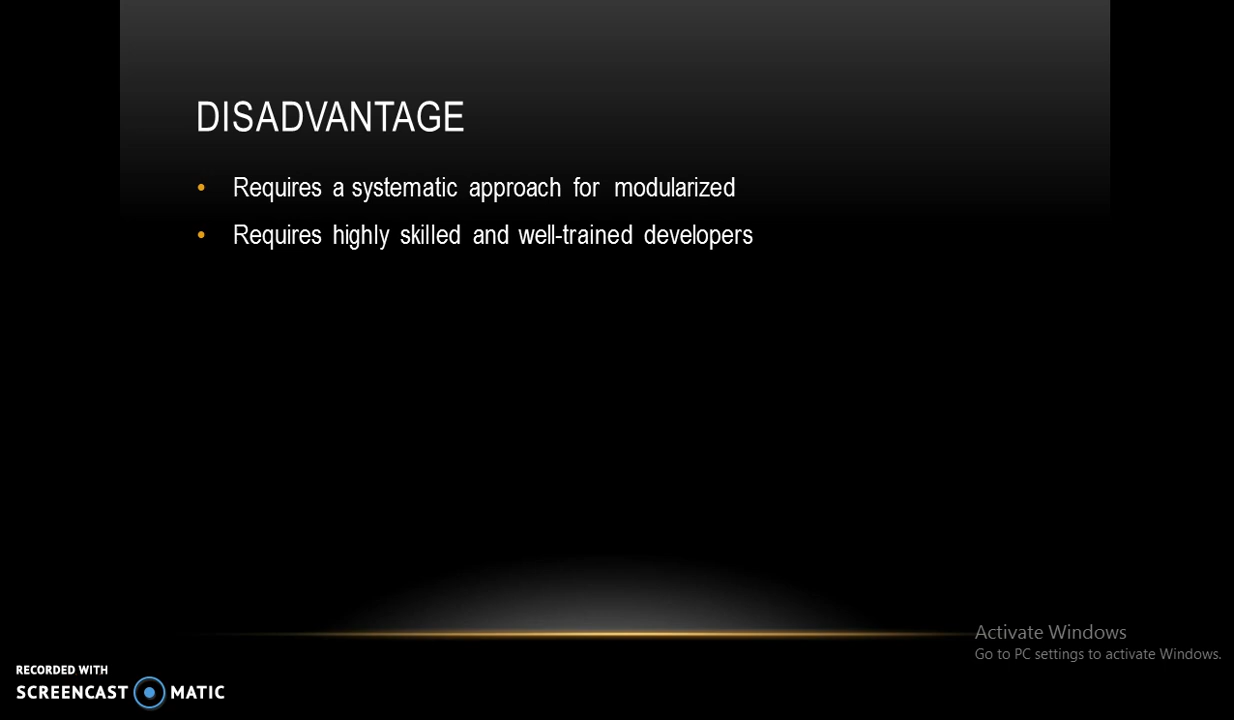 DISADVANTAGE
• Requires a systematic approach for modularized
• Requires highly skilled and well-trained developers
Activate Windows
Go to PC settings to activate Windows.
RECORDED WITH
SCREENCAST MATIC